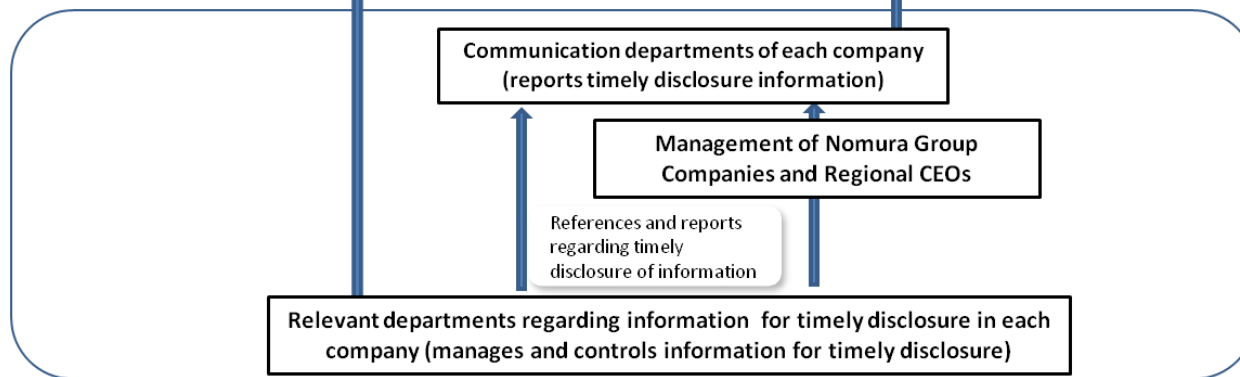 Communication departments of each company
(reports timely disclosure information)
Management of Nomura Group
Companies and Regional CEOs
References and reports
regarding timely
disclosure of information
Relevant departments regarding information for timely disclosure in each
company (manages and controls information for timely disclosure)